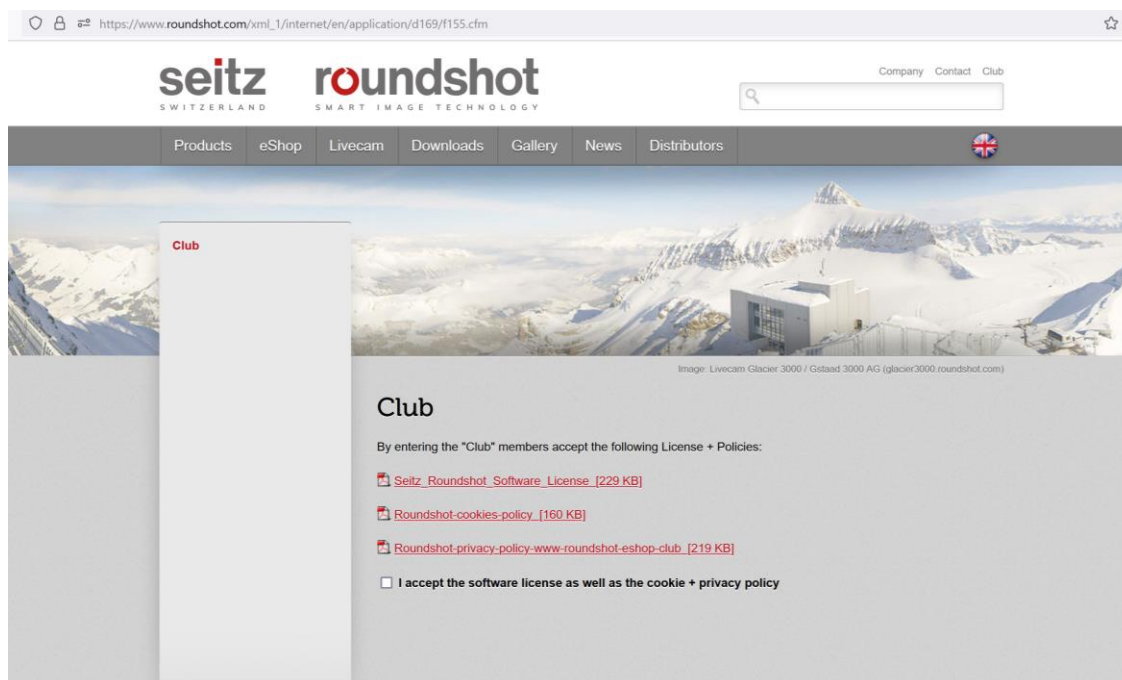 https://www.roundshot.com/xml_1/internet/en/application/d169/f155.cfm
seitz
SWITZERLAND
roundshot
SMART IMAGE TECHNOLOGY
Company Contact Club
Products eShop Livecam Downloads Gallery News Distributors
Club
Image: Livecam Glacier 3000 / Gstaad 3000 AG (glacier3000.roundshot.com)
Club
By entering the "Club" members accept the following License + Policies:
Seitz_Roundshot_Software_License [229 KB]
Roundshot-cookies-policy [160 KB]
Roundshot-privacy-policy-www-roundshot-eshop-club [219 KB]
I accept the software license as well as the cookie + privacy policy